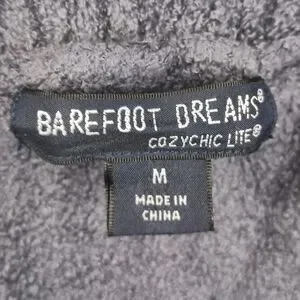 BAREFOOT DREAMS®
COZYCHIC LITE®
M
MADE IN
CHINA